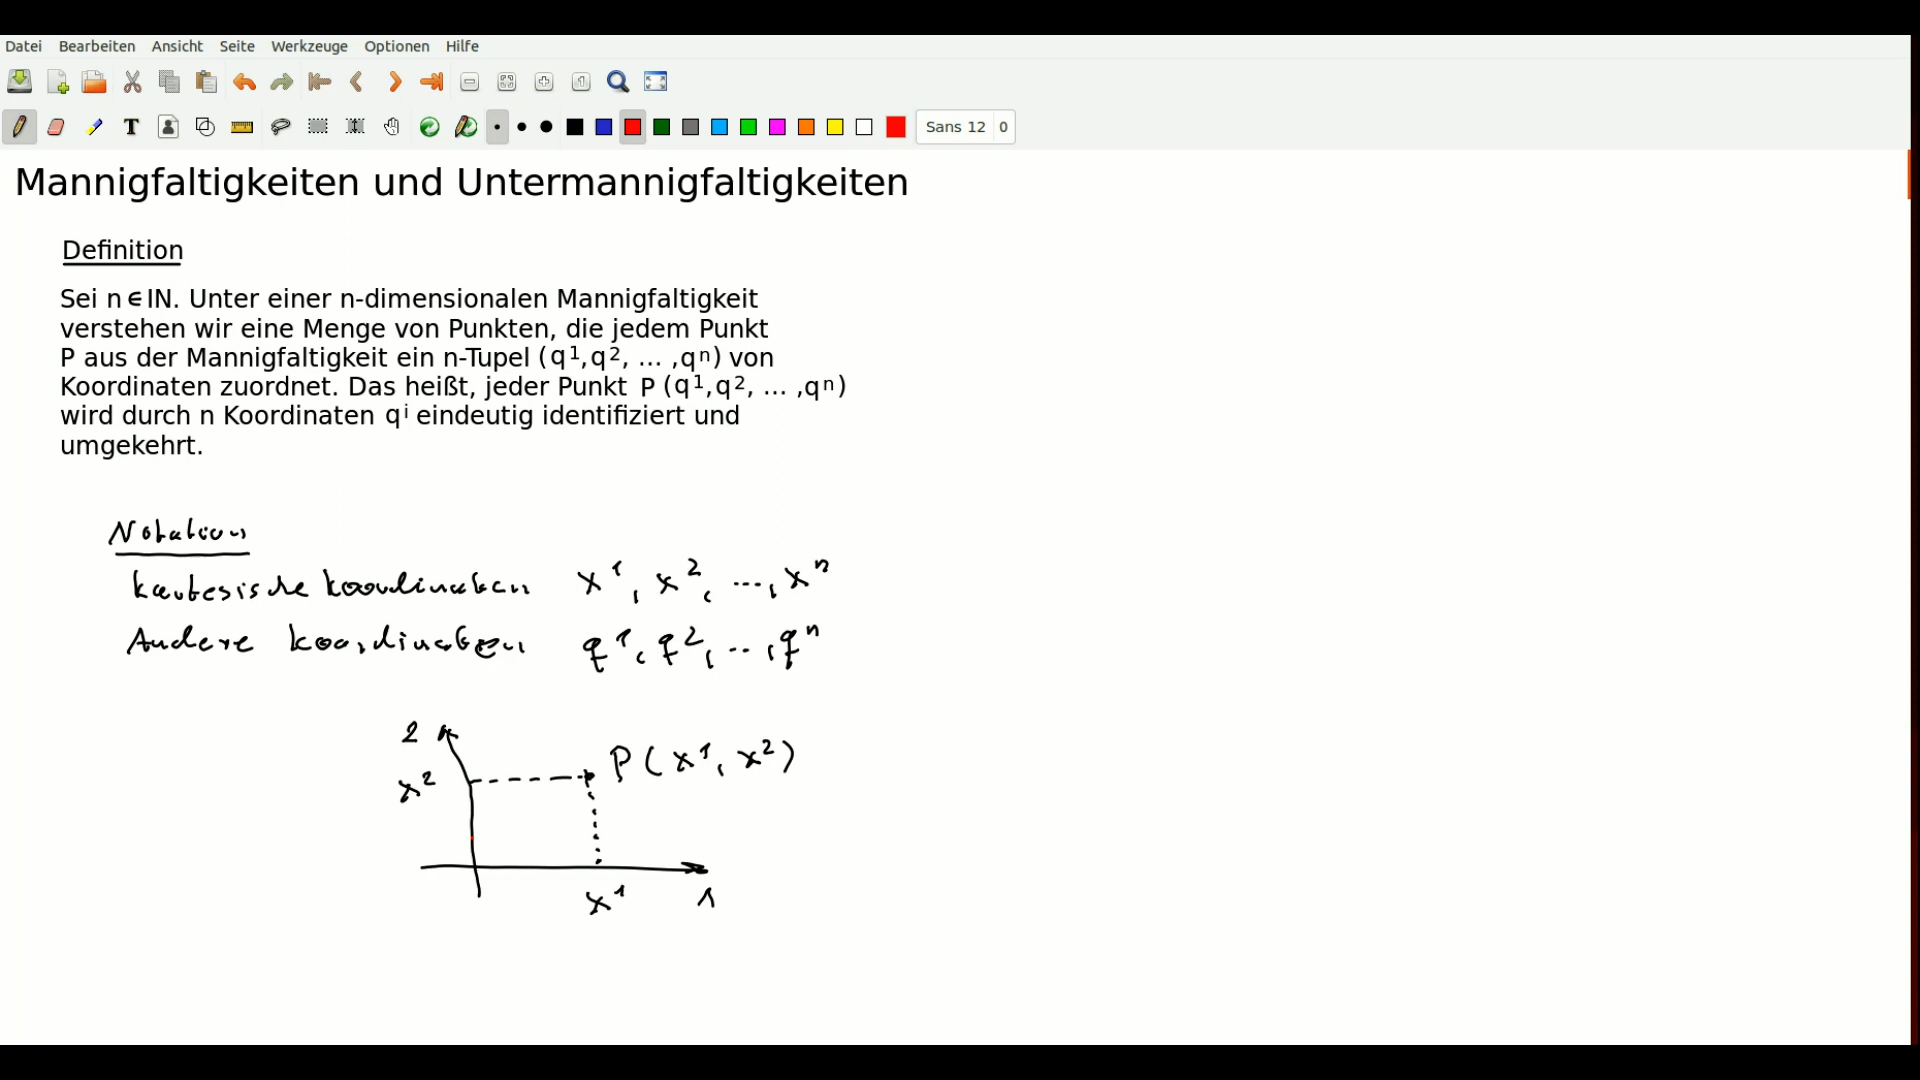 Datei Bearbeiten Ansicht Seite Werkzeuge Optionen Hilfe
T Sans 12 0
Mannigfaltigkeiten und Untermannigfaltigkeiten
Definition
Sei n ∈ IN. Unter einer n-dimensionalen Mannigfaltigkeit
verstehen wir eine Menge von Punkten, die jedem Punkt
P aus der Mannigfaltigkeit ein n-Tupel (q¹,q², ... ,qⁿ) von
Koordinaten zuordnet. Das heißt, jeder Punkt P (q¹,q², ... ,qⁿ)
wird durch n Koordinaten qⁱ eindeutig identifiziert und
umgekehrt.
Notation
kartesische Koordinaten x¹, x², ..., xⁿ
Andere Koordinaten q¹, q², .., qⁿ
2
P(x¹, x²)
x²
x¹ 1